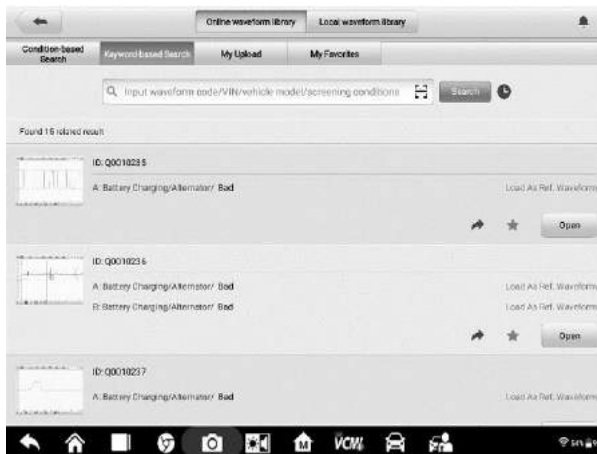 Online waveform library
Local waveform library
Condition-based
Search
Keyword-based Search
My Upload
My Favorites
Input waveform code/VIN/vehicle model/screening conditions
Search
Found 16 related result
ID: Q0010235
A: Battery Charging/Alternator/ Bad
Load As Ref. Waveform
Open
ID: Q0010236
A: Battery Charging/Alternator/ Bad
Load As Ref. Waveform
B: Battery Charging/Alternator/ Bad
Load As Ref. Waveform
Open
ID: Q0010237
A: Battery Charging/Alternator/ Bad
Load As Ref. Waveform
M
VCMI